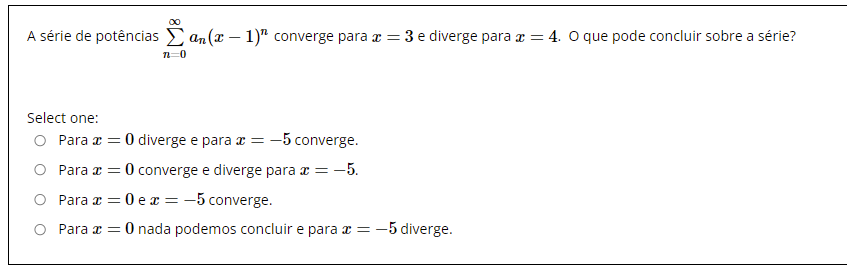 A série de potências ∑_{n=0}^{∞} a_n(x − 1)^n converge para x = 3 e diverge para x = 4. O que pode concluir sobre a série?
Select one:
Para x = 0 diverge e para x = −5 converge.
Para x = 0 converge e diverge para x = −5.
Para x = 0 e x = −5 converge.
Para x = 0 nada podemos concluir e para x = −5 diverge.